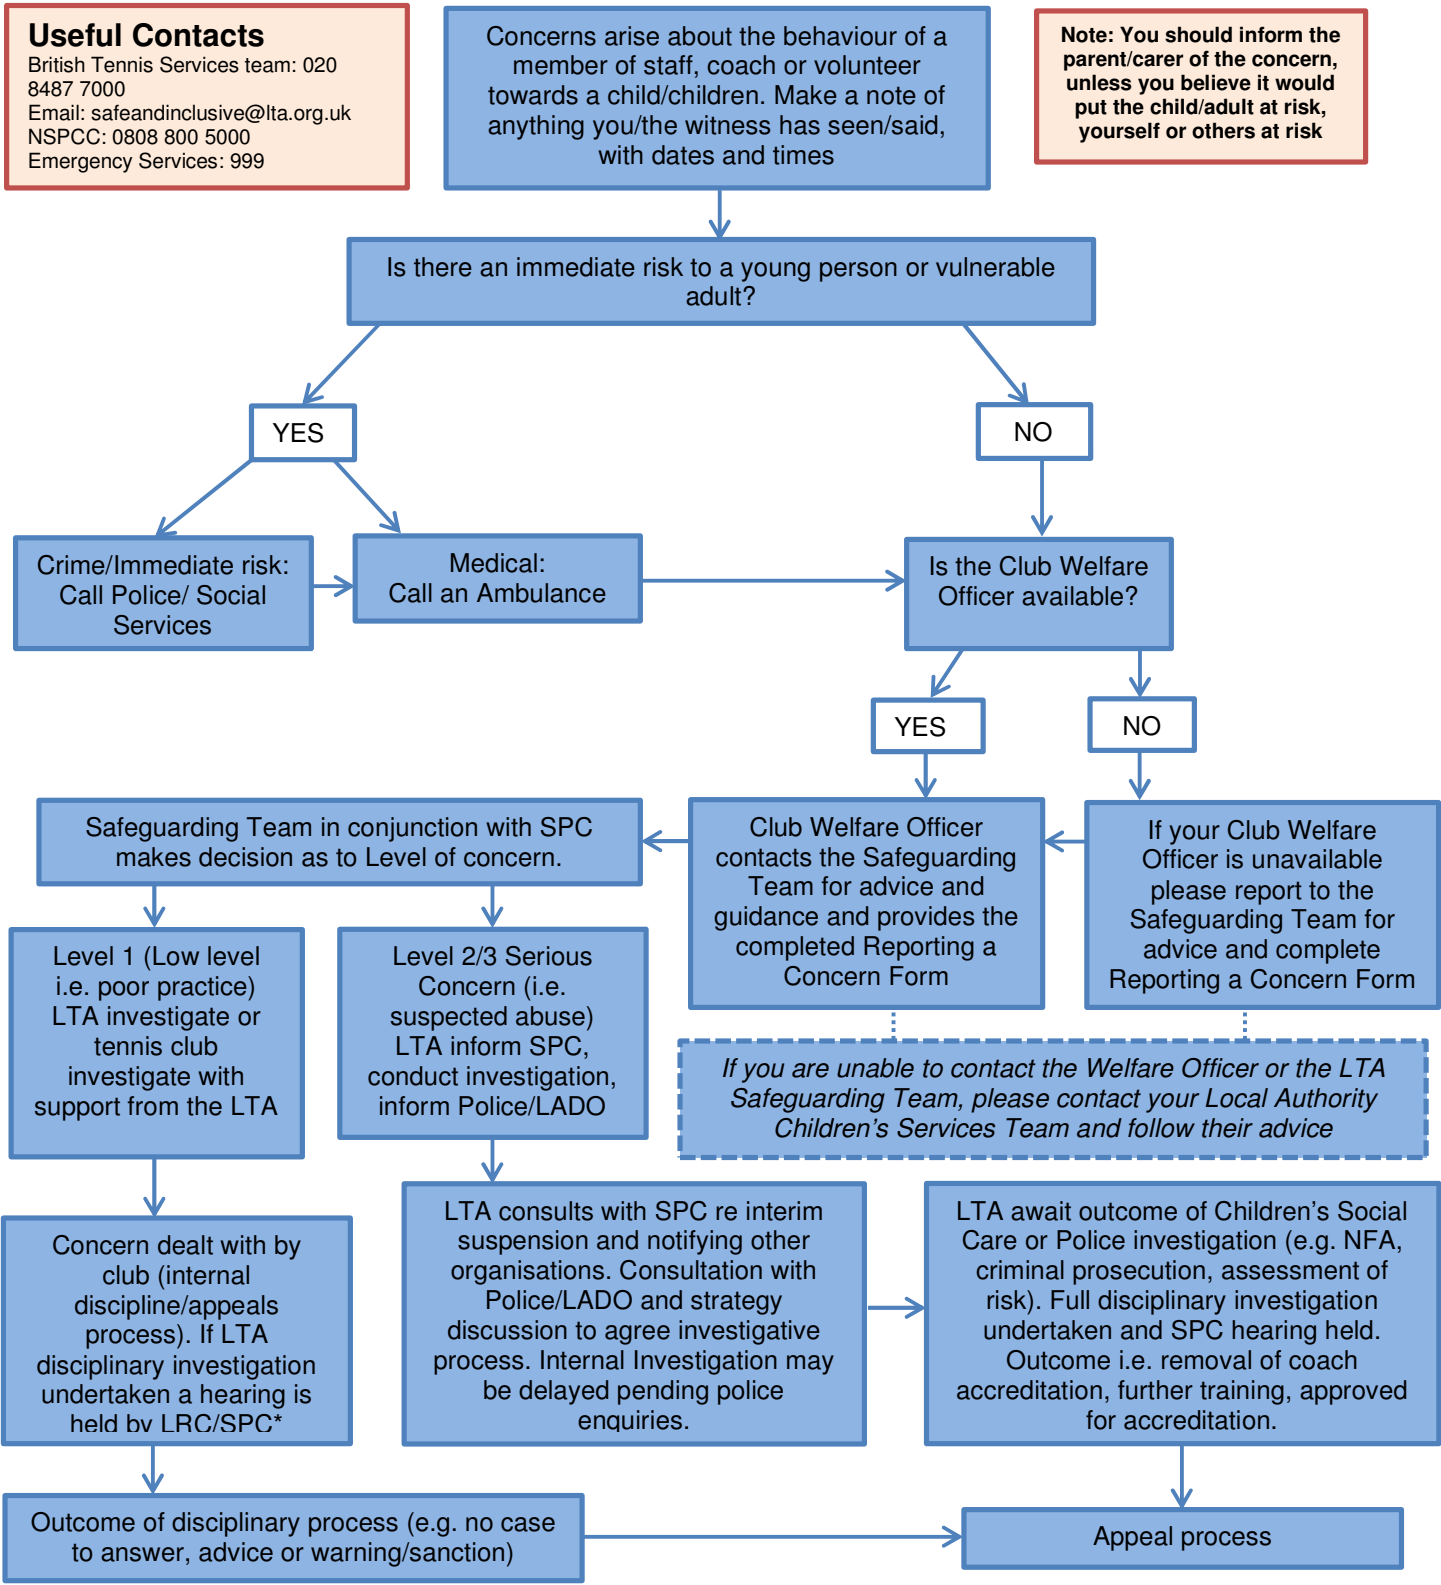 Useful Contacts
British Tennis Services team: 020
8487 7000
Email: safeandinclusive@lta.org.uk
NSPCC: 0808 800 5000
Emergency Services: 999
Concerns arise about the behaviour of a
member of staff, coach or volunteer
towards a child/children. Make a note of
anything you/the witness has seen/said,
with dates and times
Note: You should inform the
parent/carer of the concern,
unless you believe it would
put the child/adult at risk,
yourself or others at risk
Is there an immediate risk to a young person or vulnerable
adult?
YES
NO
Crime/Immediate risk:
Call Police/ Social
Services
Medical:
Call an Ambulance
Is the Club Welfare
Officer available?
YES
NO
Safeguarding Team in conjunction with SPC
makes decision as to Level of concern.
Club Welfare Officer
contacts the Safeguarding
Team for advice and
guidance and provides the
completed Reporting a
Concern Form
If your Club Welfare
Officer is unavailable
please report to the
Safeguarding Team for
advice and complete
Reporting a Concern Form
Level 1 (Low level
i.e. poor practice)
LTA investigate or
tennis club
investigate with
support from the LTA
Level 2/3 Serious
Concern (i.e.
suspected abuse)
LTA inform SPC,
conduct investigation,
inform Police/LADO
If you are unable to contact the Welfare Officer or the LTA
Safeguarding Team, please contact your Local Authority
Children's Services Team and follow their advice
Concern dealt with by
club (internal
discipline/appeals
process). If LTA
disciplinary investigation
undertaken a hearing is
held by LRC/SPC*
LTA consults with SPC re interim
suspension and notifying other
organisations. Consultation with
Police/LADO and strategy
discussion to agree investigative
process. Internal Investigation may
be delayed pending police
enquiries.
LTA await outcome of Children's Social
Care or Police investigation (e.g. NFA,
criminal prosecution, assessment of
risk). Full disciplinary investigation
undertaken and SPC hearing held.
Outcome i.e. removal of coach
accreditation, further training, approved
for accreditation.
Outcome of disciplinary process (e.g. no case
to answer, advice or warning/sanction)
Appeal process